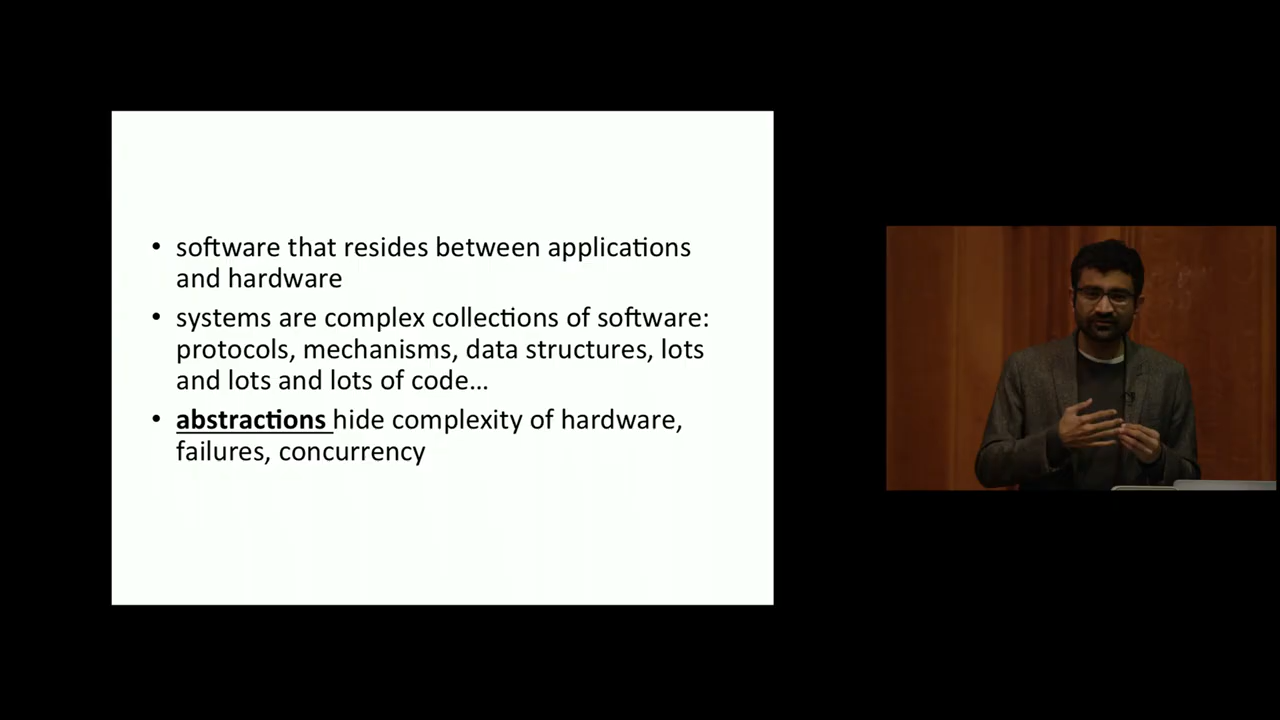 • software that resides between applications
and hardware
• systems are complex collections of software:
protocols, mechanisms, data structures, lots
and lots and lots of code…
• abstractions hide complexity of hardware,
failures, concurrency